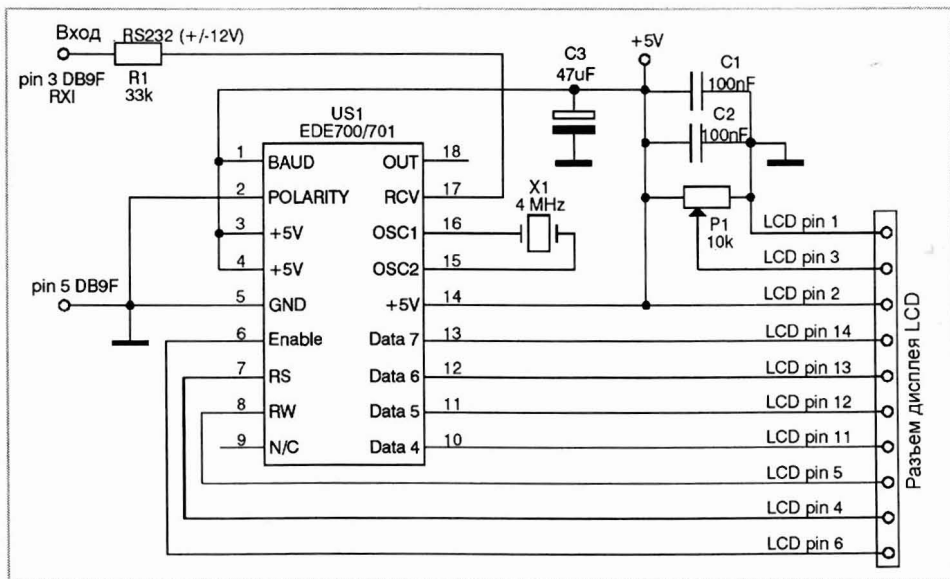 Вход RS232 (+/-12V)
pin 3 DB9F
RXI
R1
33k
C3
47uF
+5V
C1
100nF
C2
100nF
US1
EDE700/701
1 BAUD OUT 18
2 POLARITY RCV 17
3 +5V OSC1 16
4 +5V OSC2 15
5 GND +5V 14
6 Enable Data 7 13
7 RS Data 6 12
8 RW Data 5 11
9 N/C Data 4 10
X1
4 MHz
P1
10k
pin 5 DB9F
LCD pin 1
LCD pin 3
LCD pin 2
LCD pin 14
LCD pin 13
LCD pin 12
LCD pin 11
LCD pin 5
LCD pin 4
LCD pin 6
Разъем дисплея LCD